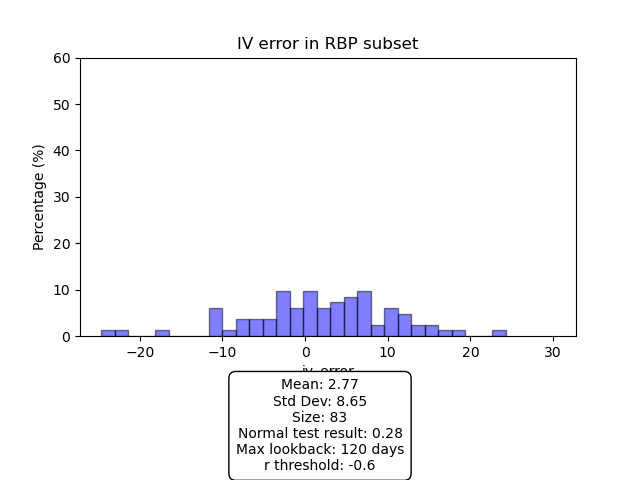 IV error in RBP subset
Percentage (%)
60
50
40
30
20
10
0
−20
−10
0
10
20
30
iv_error
Mean: 2.77
Std Dev: 8.65
Size: 83
Normal test result: 0.28
Max lookback: 120 days
r threshold: -0.6